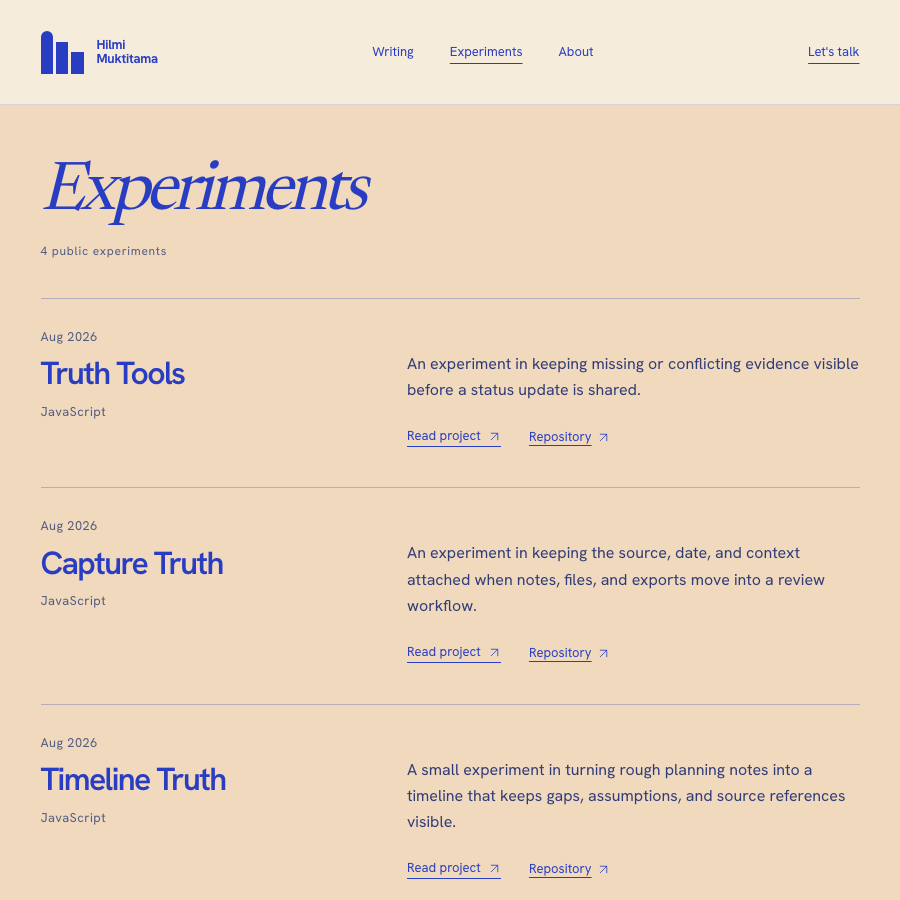 Hilmi
Muktitama
Writing
Experiments
About
Let's talk
Experiments
4 public experiments
Aug 2026
Truth Tools
JavaScript
An experiment in keeping missing or conflicting evidence visible
before a status update is shared.
Read project
Repository
Aug 2026
Capture Truth
JavaScript
An experiment in keeping the source, date, and context
attached when notes, files, and exports move into a review
workflow.
Read project
Repository
Aug 2026
Timeline Truth
JavaScript
A small experiment in turning rough planning notes into a
timeline that keeps gaps, assumptions, and source references
visible.
Read project
Repository